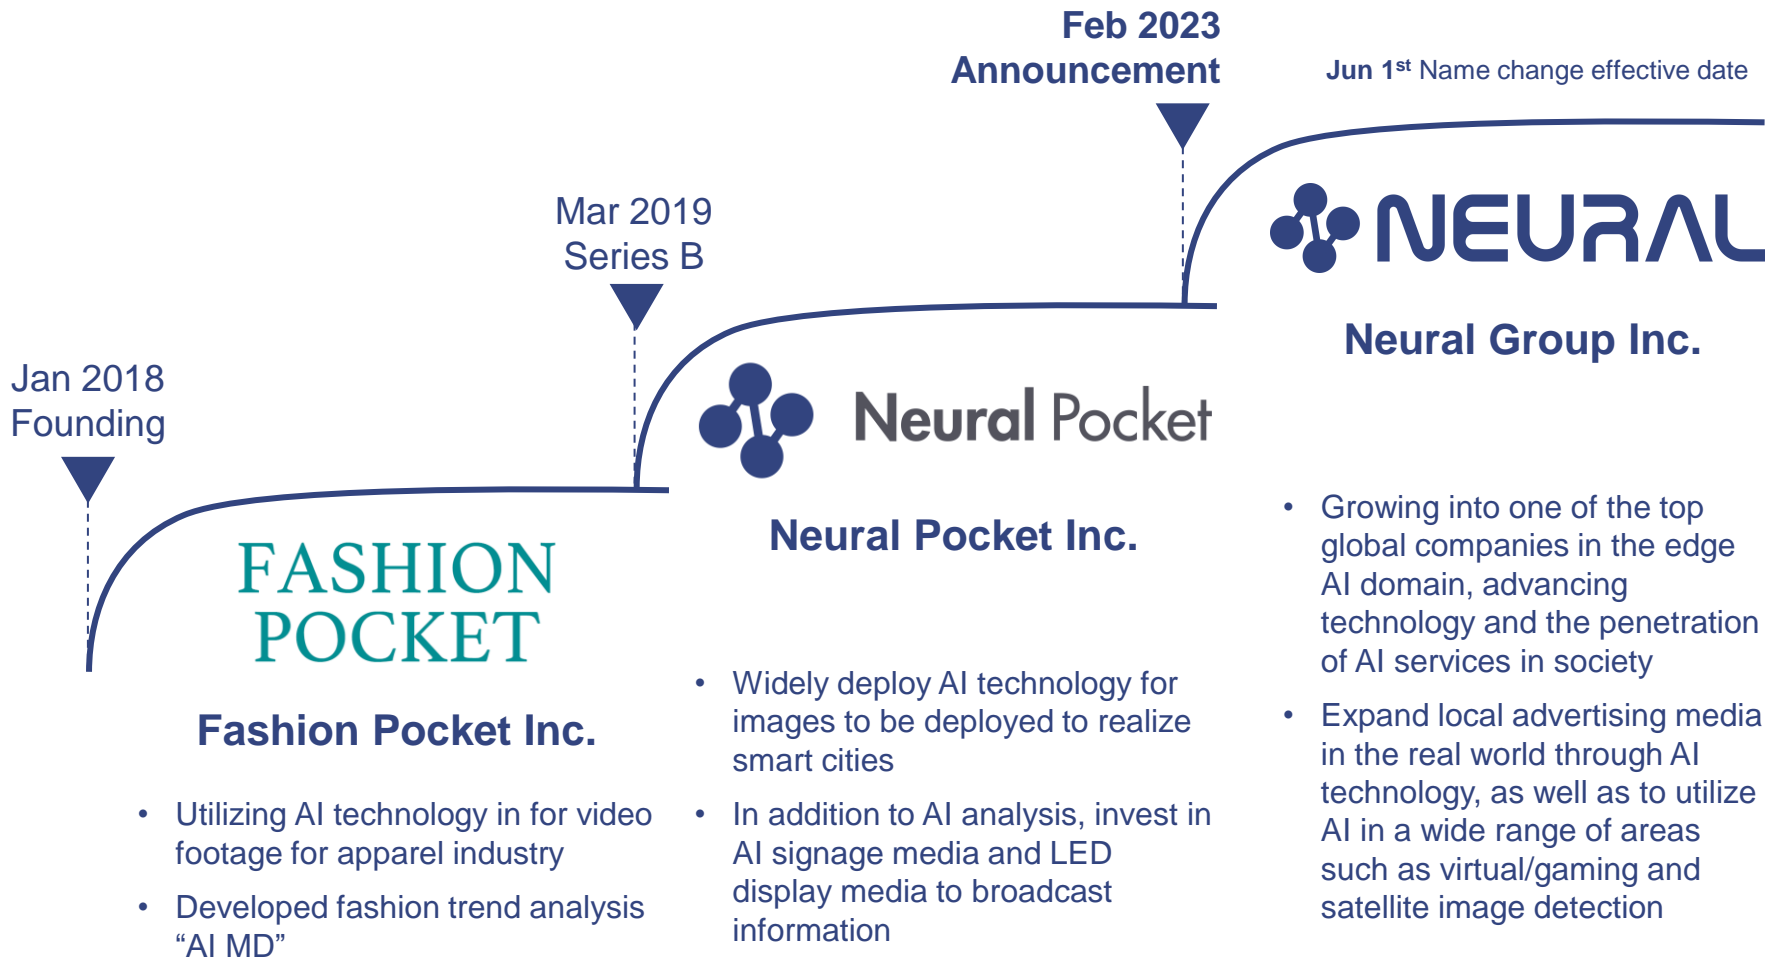 Feb 2023
Announcement
Jun 1st Name change effective date
NEURAL
Neural Group Inc.
• Growing into one of the top
global companies in the edge
AI domain, advancing
technology and the penetration
of AI services in society
• Expand local advertising media
in the real world through AI
technology, as well as to utilize
AI in a wide range of areas
such as virtual/gaming and
satellite image detection
Mar 2019
Series B
Neural Pocket
Neural Pocket Inc.
• Widely deploy AI technology for
images to be deployed to realize
smart cities
• In addition to AI analysis, invest in
AI signage media and LED
display media to broadcast
information
Jan 2018
Founding
FASHION
POCKET
Fashion Pocket Inc.
• Utilizing AI technology in for video
footage for apparel industry
• Developed fashion trend analysis
“AI MD”